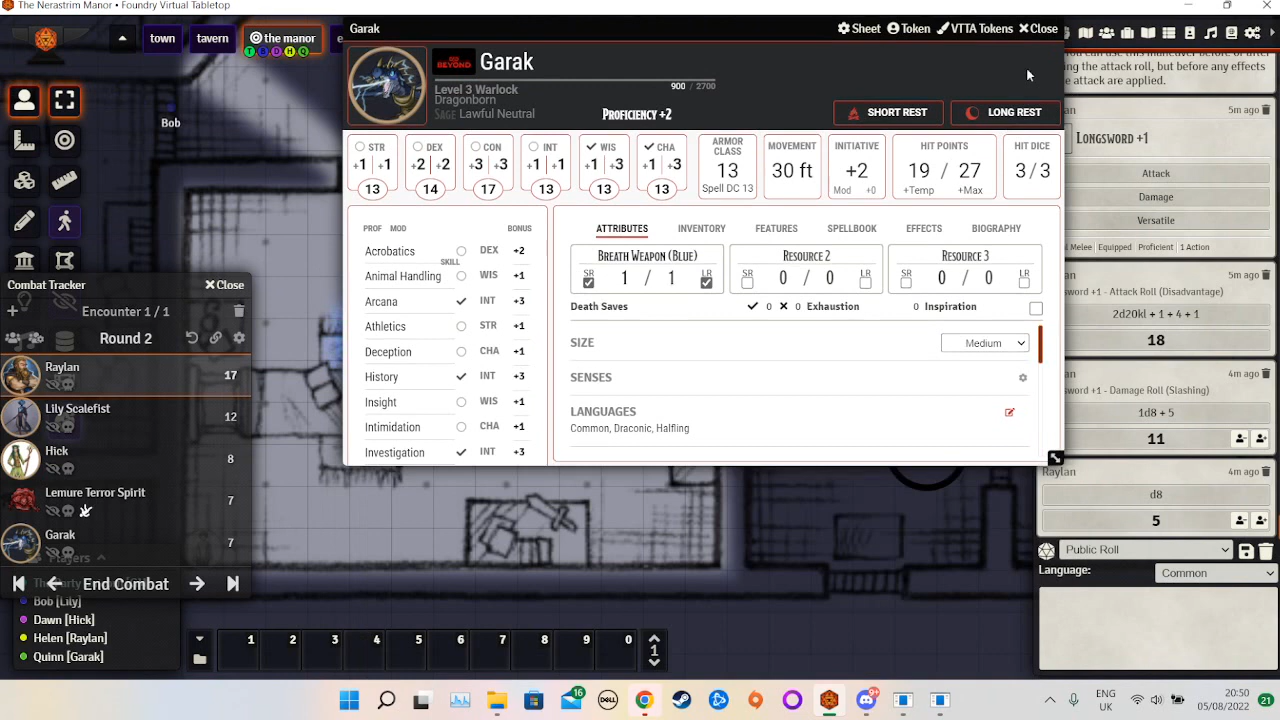 The Nerastrim Manor • Foundry Virtual Tabletop
town
tavern
the manor
T B D H Q
Bob
Garak
Sheet Token VTTA Tokens Close
BEYOND
Garak
900 / 2700
Level 3 Warlock
Dragonborn
SAGE Lawful Neutral
PROFICIENCY +2
SHORT REST
LONG REST
STR DEX CON INT WIS CHA
+1 +1 +2 +2 +3 +3 +1 +1 +1 +3 +1 +3
13 14 17 13 13 13
ARMOR CLASS
13
Spell DC 13
MOVEMENT
30 ft
INITIATIVE
+2
Mod +0
HIT POINTS
19 / 27
+Temp +Max
HIT DICE
3/3
PROF MOD BONUS
SKILL
Acrobatics DEX +2
Animal Handling WIS +1
Arcana INT +3
Athletics STR +1
Deception CHA +1
History INT +3
Insight WIS +1
Intimidation CHA +1
Investigation INT +3
ATTRIBUTES INVENTORY FEATURES SPELLBOOK EFFECTS BIOGRAPHY
BREATH WEAPON (BLUE)
SR 1 / 1 LR
RESOURCE 2
SR 0 / 0 LR
RESOURCE 3
SR 0 / 0 LR
Death Saves 0 0 Exhaustion 0 Inspiration
SIZE Medium
SENSES
LANGUAGES
Common, Draconic, Halfling
Combat Tracker Close
Encounter 1 / 1
Round 2
Raylan 17
Lily Scalefist 12
Hick 8
Lemure Terror Spirit 7
Garak 7
Players
End Combat
Bob [Lily]
Dawn [Hick]
Helen [Raylan]
Quinn [Garak]
1 2 3 4 5 6 7 8 9 0
1
ing the attack roll, but before any effects
the attack are applied.
5m ago
LONGSWORD +1
Attack
Damage
Versatile
Melee Equipped Proficient 1 Action
5m ago
sword +1 - Attack Roll (Disadvantage)
2d20kl + 1 + 4 + 1
18
4m ago
sword +1 - Damage Roll (Slashing)
1d8 + 5
11
Raylan 4m ago
d8
5
Public Roll
Language: Common
16
DELL
9+
ENG
UK
20:50
05/08/2022
21